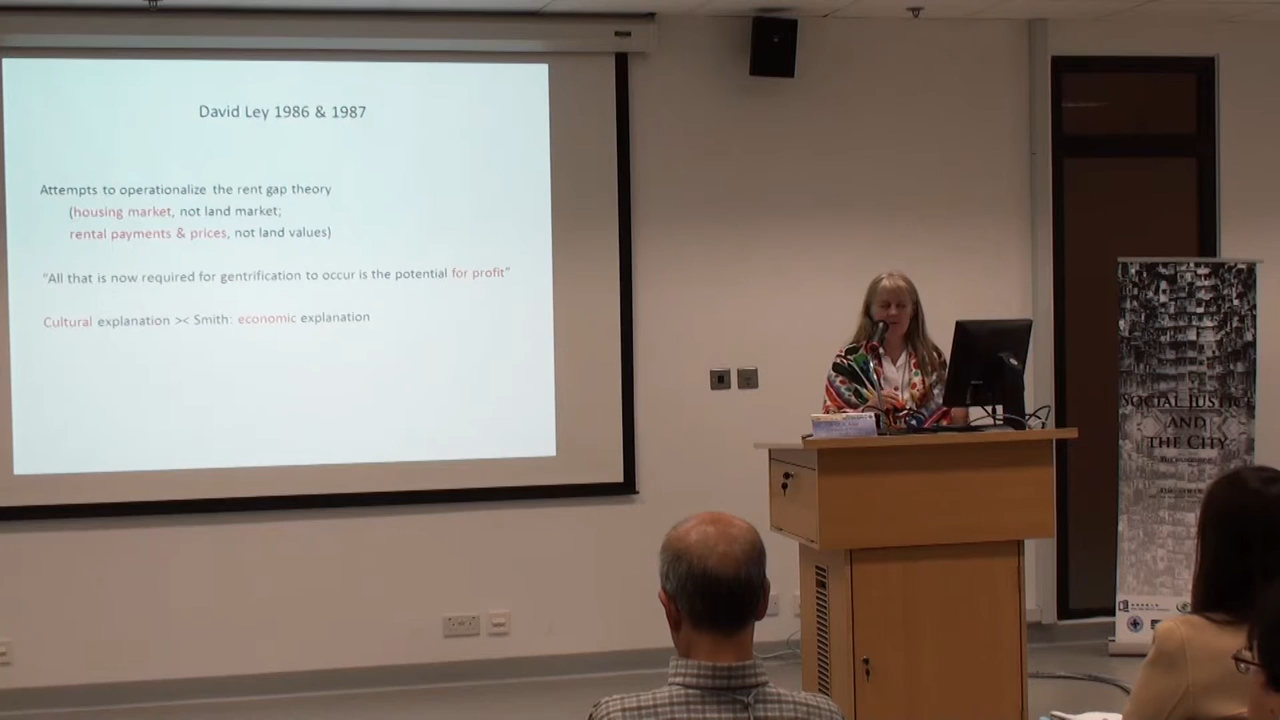 David Ley 1986 & 1987
Attempts to operationalize the rent gap theory
(housing market, not land market;
rental payments & prices, not land values)
“All that is now required for gentrification to occur is the potential for profit”
Cultural explanation >< Smith: economic explanation
SOCIAL JUSTICE
AND
THE CITY